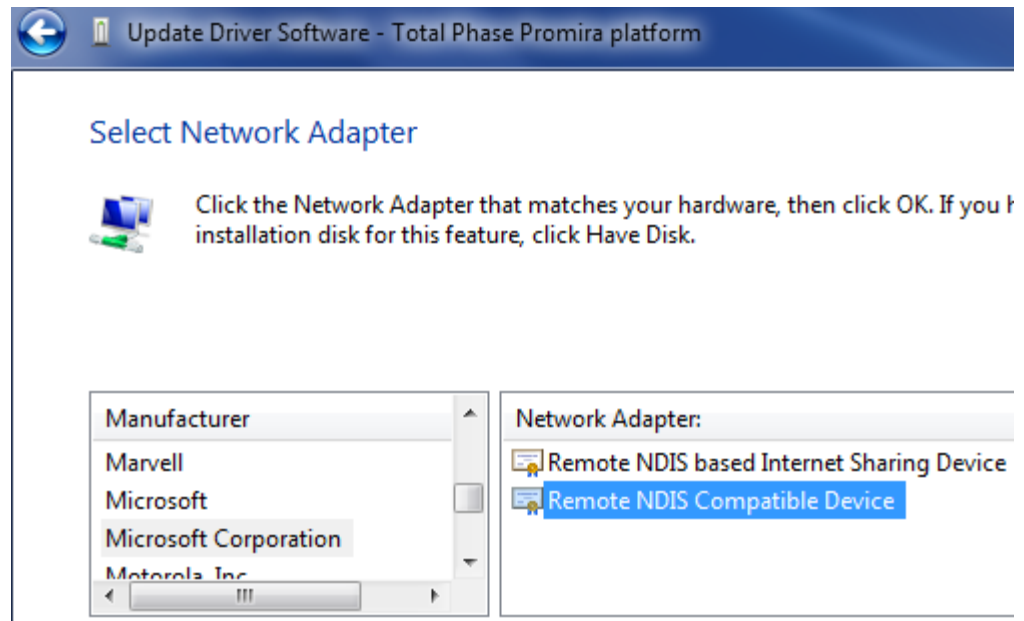 Update Driver Software - Total Phase Promira platform
Select Network Adapter
Click the Network Adapter that matches your hardware, then click OK. If you
installation disk for this feature, click Have Disk.
Manufacturer
Marvell
Microsoft
Microsoft Corporation
Motorola, Inc
Network Adapter:
Remote NDIS based Internet Sharing Device
Remote NDIS Compatible Device